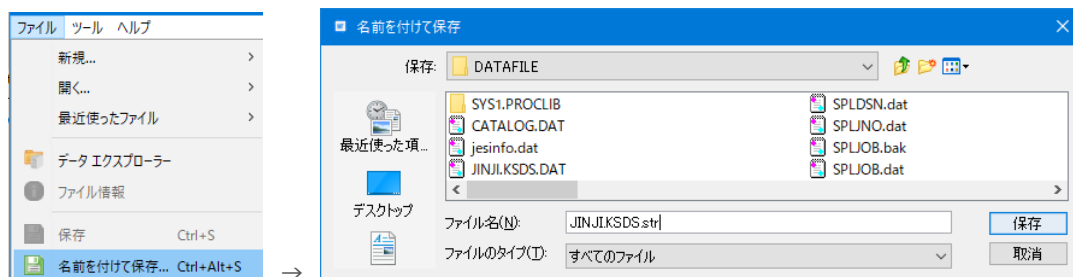 ファイル ツール ヘルプ
新規... >
開く... >
最近使ったファイル >
データ エクスプローラー
ファイル情報
保存 Ctrl+S
名前を付けて保存... Ctrl+Alt+S
→
名前を付けて保存
保存: DATAFILE
最近使った項...
デスクトップ
SYS1.PROCLIB
CATALOG.DAT
jesinfo.dat
JINJI.KSDS.DAT
SPLDSN.dat
SPLJNO.dat
SPLJOB.bak
SPLJOB.dat
ファイル名(N): JINJI.KSDS.str 保存
ファイルのタイプ(T): すべてのファイル 取消